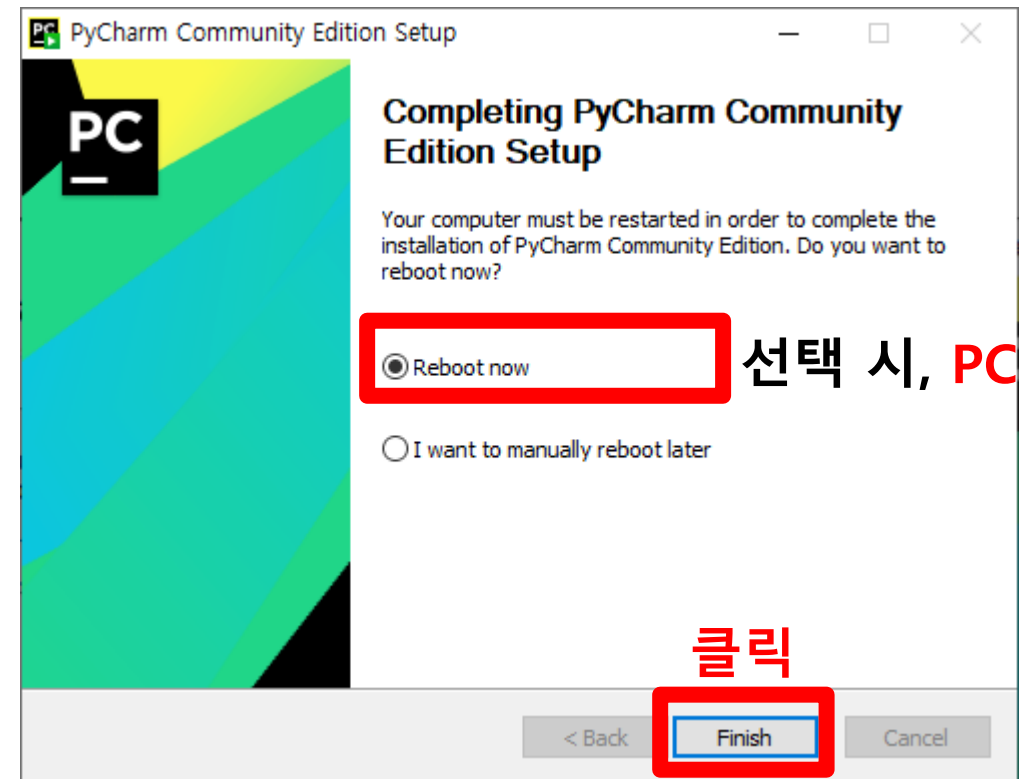 PyCharm Community Edition Setup
PC
Completing PyCharm Community
Edition Setup
Your computer must be restarted in order to complete the
installation of PyCharm Community Edition. Do you want to
reboot now?
Reboot now
선택 시, PC
I want to manually reboot later
클릭
< Back
Finish
Cancel